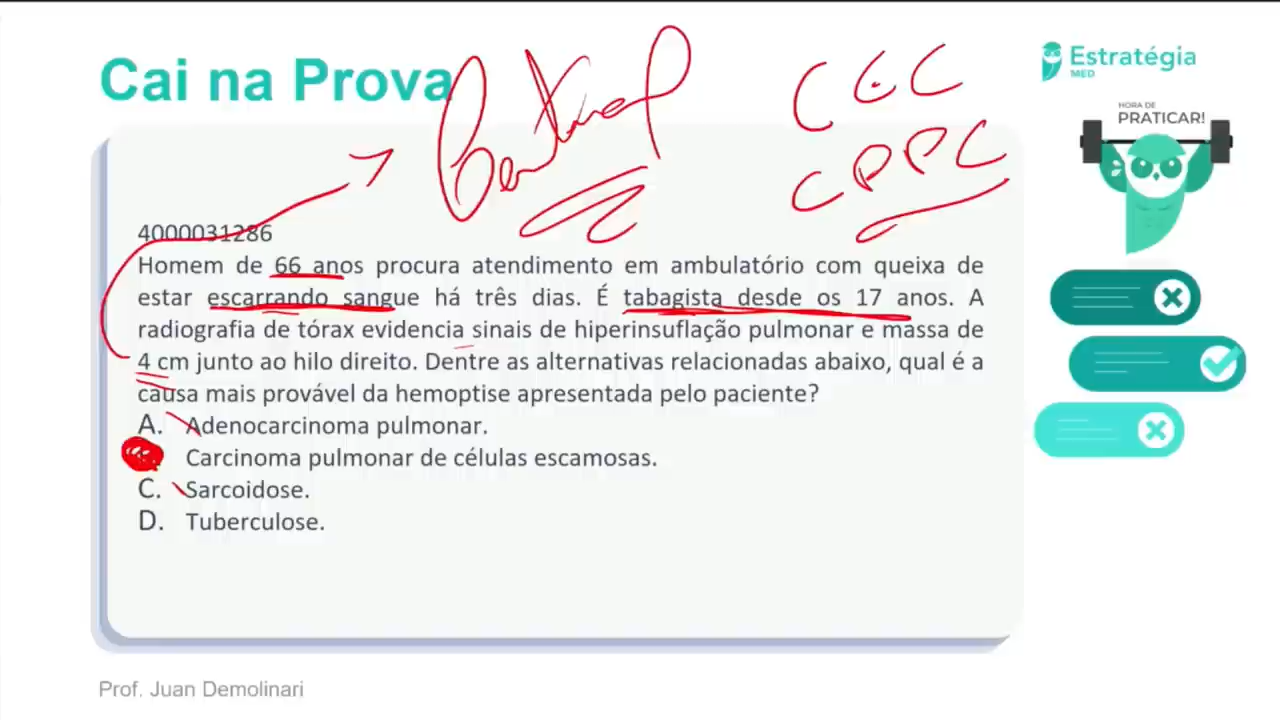 Cai na Prova
Central
CEC
CPPC
Estratégia
MED
HORA DE
PRATICAR!
4000031286
Homem de 66 anos procura atendimento em ambulatório com queixa de
estar escarrando sangue há três dias. É tabagista desde os 17 anos. A
radiografia de tórax evidencia sinais de hiperinsuflação pulmonar e massa de
4 cm junto ao hilo direito. Dentre as alternativas relacionadas abaixo, qual é a
causa mais provável da hemoptise apresentada pelo paciente?
A. Adenocarcinoma pulmonar.
Carcinoma pulmonar de células escamosas.
C. Sarcoidose.
D. Tuberculose.
Prof. Juan Demolinari